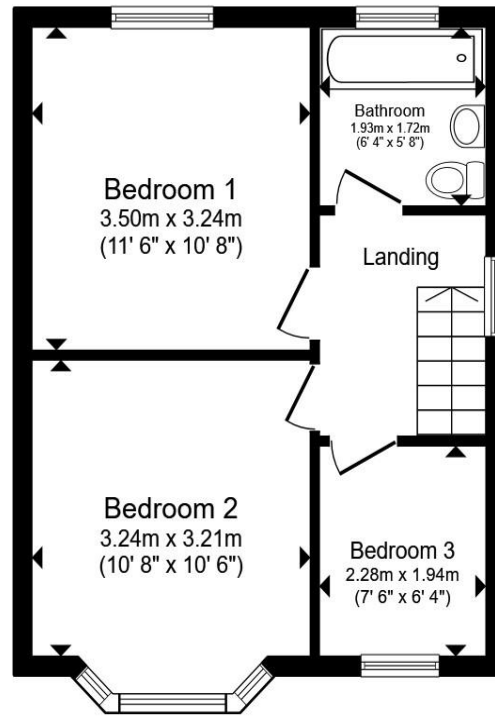 Bedroom 1
3.50m x 3.24m
(11' 6" x 10' 8")
Bathroom
1.93m x 1.72m
(6' 4" x 5' 8")
Landing
Bedroom 2
3.24m x 3.21m
(10' 8" x 10' 6")
Bedroom 3
2.28m x 1.94m
(7' 6" x 6' 4")